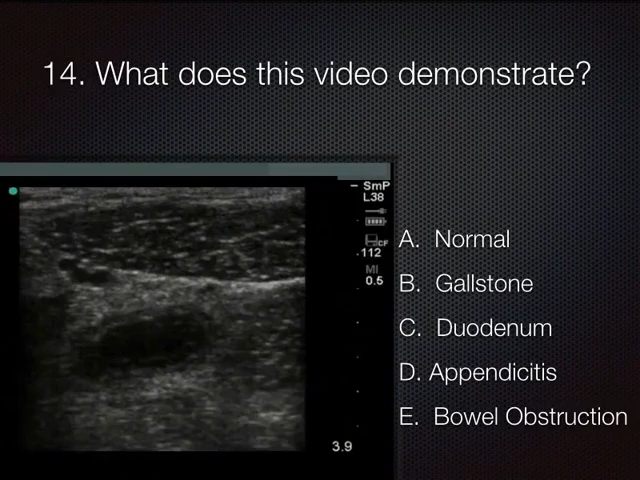 14. What does this video demonstrate?
SmP
L38
CF
112
MI
0.5
3.9
A. Normal
B. Gallstone
C. Duodenum
D. Appendicitis
E. Bowel Obstruction